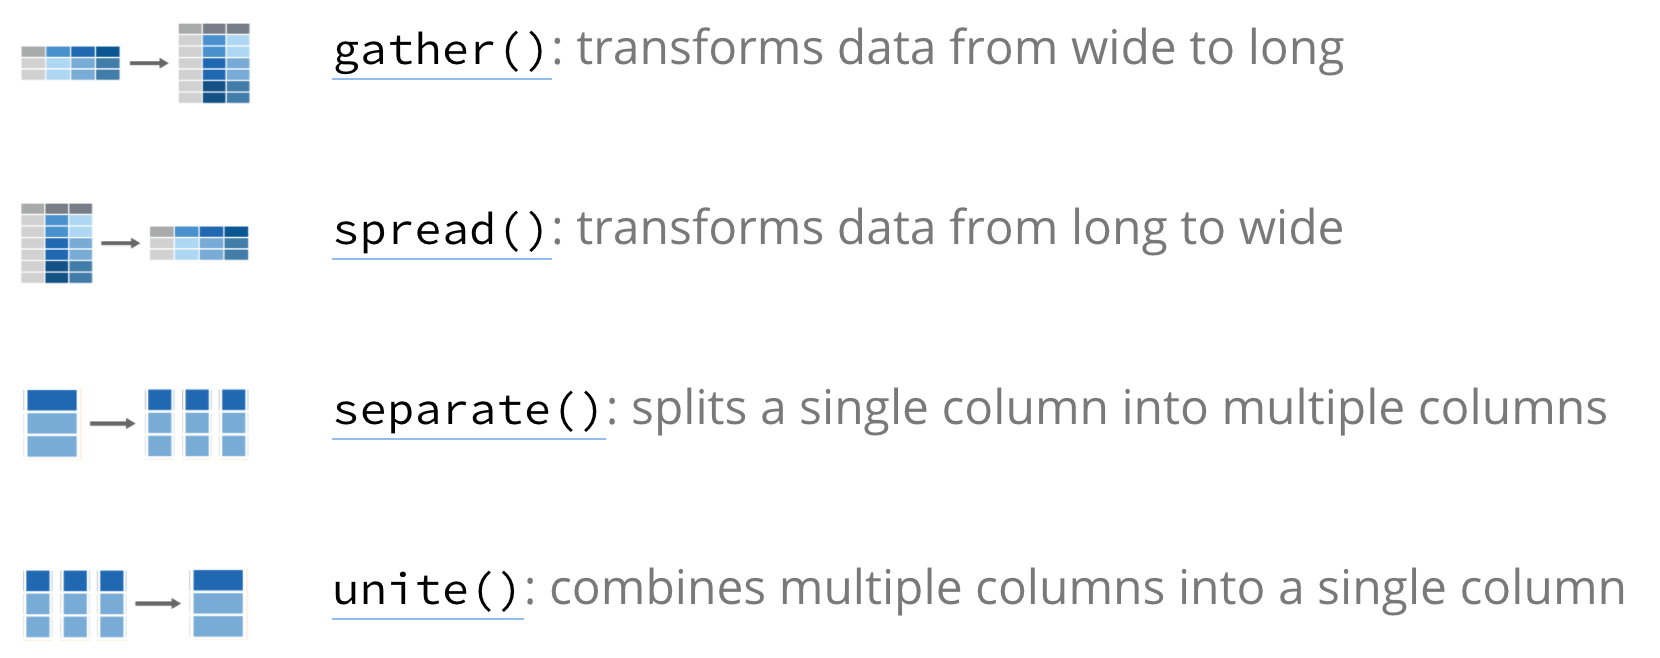 gather(): transforms data from wide to long
spread(): transforms data from long to wide
separate(): splits a single column into multiple columns
unite(): combines multiple columns into a single column